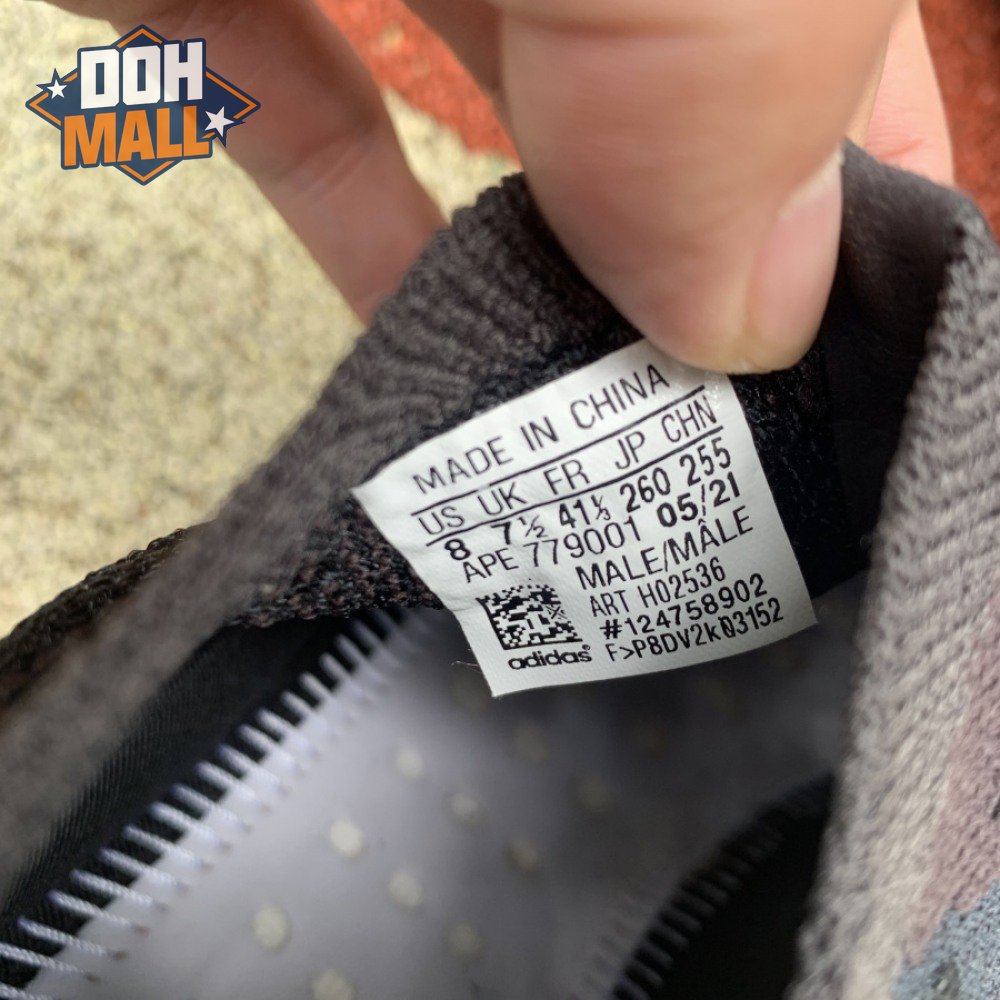 DOH
MALL
MADE IN CHINA
US UK FR JP CHN
8 7½ 41⅓ 260 255
APE 779001 05/21
MALE/MÂLE
ART H02536
#124758902
F>P8DV2k03152
adidas